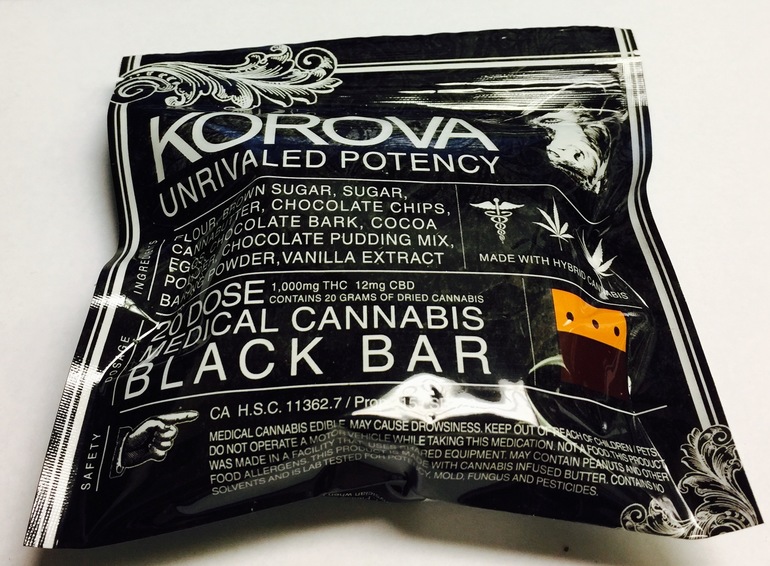 KOROVA
UNRIVALED POTENCY
INGREDIENTS
FLOUR, BROWN SUGAR, SUGAR,
CANNABUTTER, CHOCOLATE CHIPS,
CHOCOLATE BARK, COCOA
CHOCOLATE PUDDING MIX,
BAKING POWDER, VANILLA EXTRACT
MADE WITH HYBRID CANNABIS
DOSAGE
20 DOSE
1,000mg THC 12mg CBD
CONTAINS 20 GRAMS OF DRIED CANNABIS
MEDICAL CANNABIS
BLACK BAR
SAFETY
CA H.S.C. 11362.7 /
MEDICAL CANNABIS EDIBLE, MAY CAUSE DROWSINESS. KEEP OUT OF REACH OF CHILDREN / PETS.
DO NOT OPERATE A MOTOR VEHICLE WHILE TAKING THIS MEDICATION. NOT A FOOD. THIS PRODUCT
WAS MADE IN A FACILITY THAT USES SHARED EQUIPMENT. MAY CONTAIN PEANUTS AND OTHER
FOOD ALLERGENS. THIS PRODUCT IS MADE WITH CANNABIS INFUSED BUTTER. CONTAINS NO
SOLVENTS AND IS LAB TESTED FOR POTENCY, MOLD, FUNGUS AND PESTICIDES.